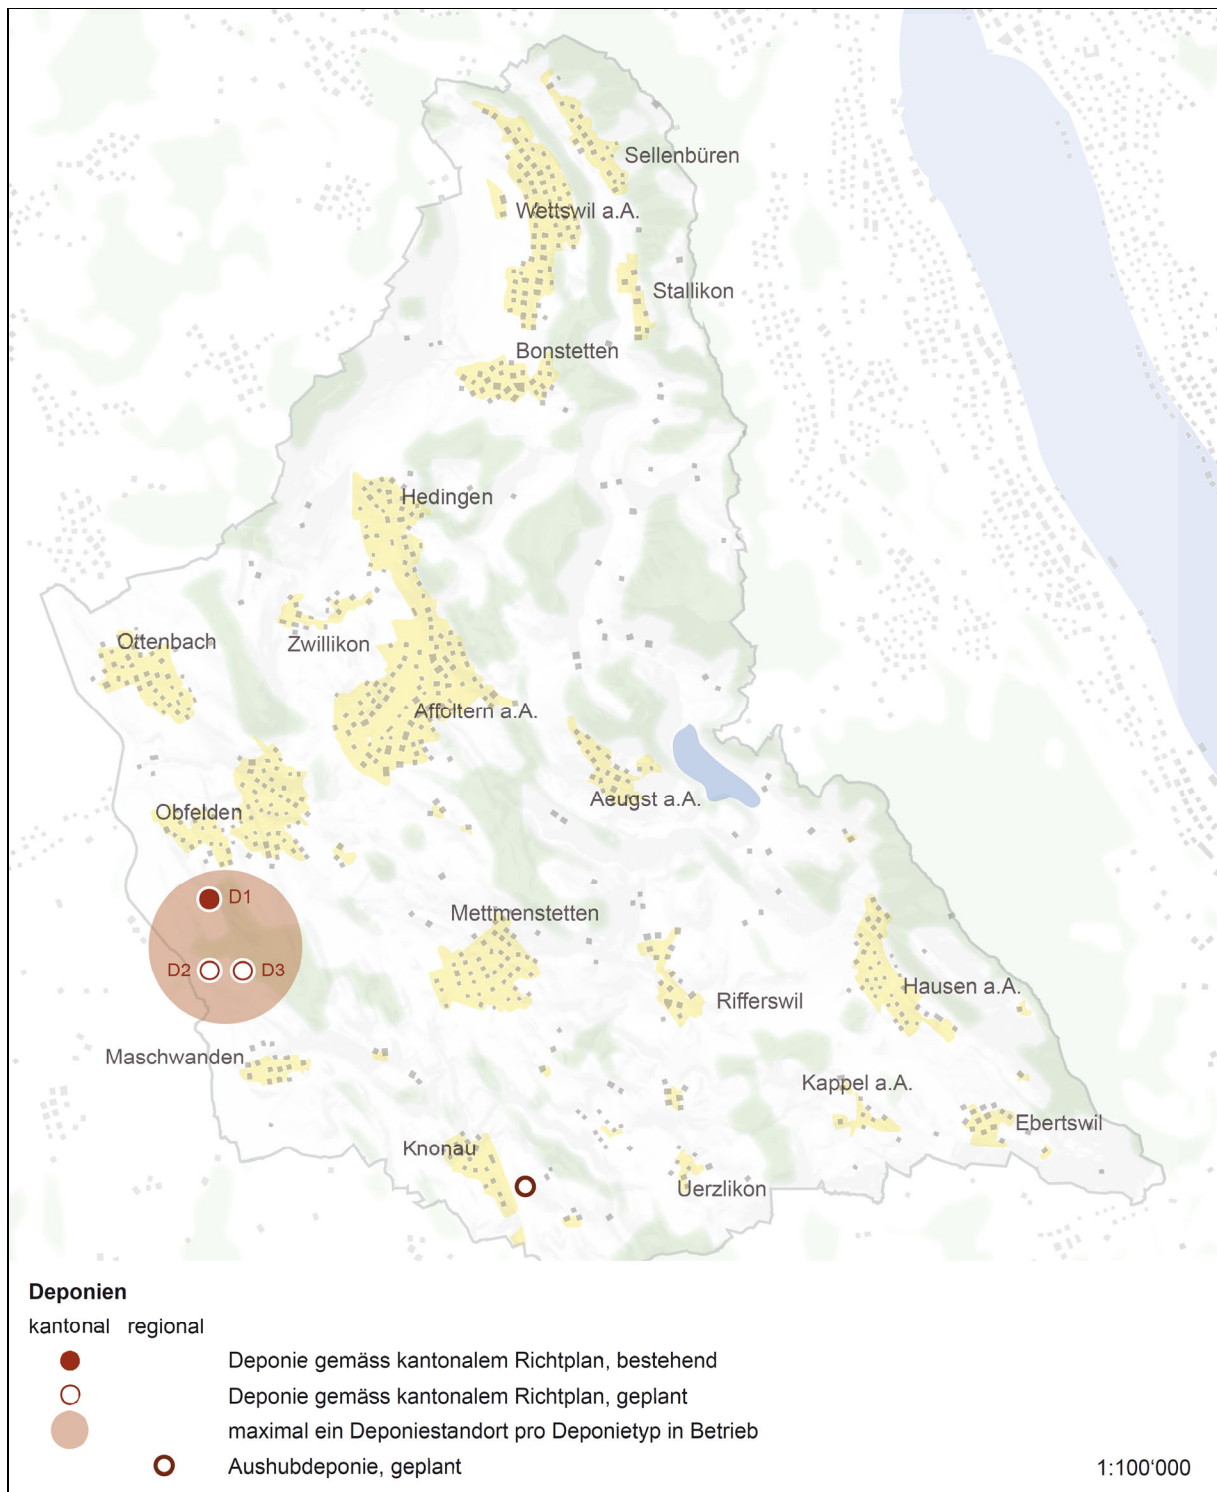 Sellenbüren
Wettswil a.A.
Stallikon
Bonstetten
Hedingen
Ottenbach
Zwillikon
Affoltern a.A.
Aeugst a.A.
Obfelden
D1
Mettmenstetten
D2
D3
Hausen a.A.
Rifferswil
Maschwanden
Kappel a.A.
Ebertswil
Knonau
Uerzlikon
Deponien
kantonal regional
Deponie gemäss kantonalem Richtplan, bestehend
Deponie gemäss kantonalem Richtplan, geplant
maximal ein Deponiestandort pro Deponietyp in Betrieb
Aushubdeponie, geplant
1:100'000